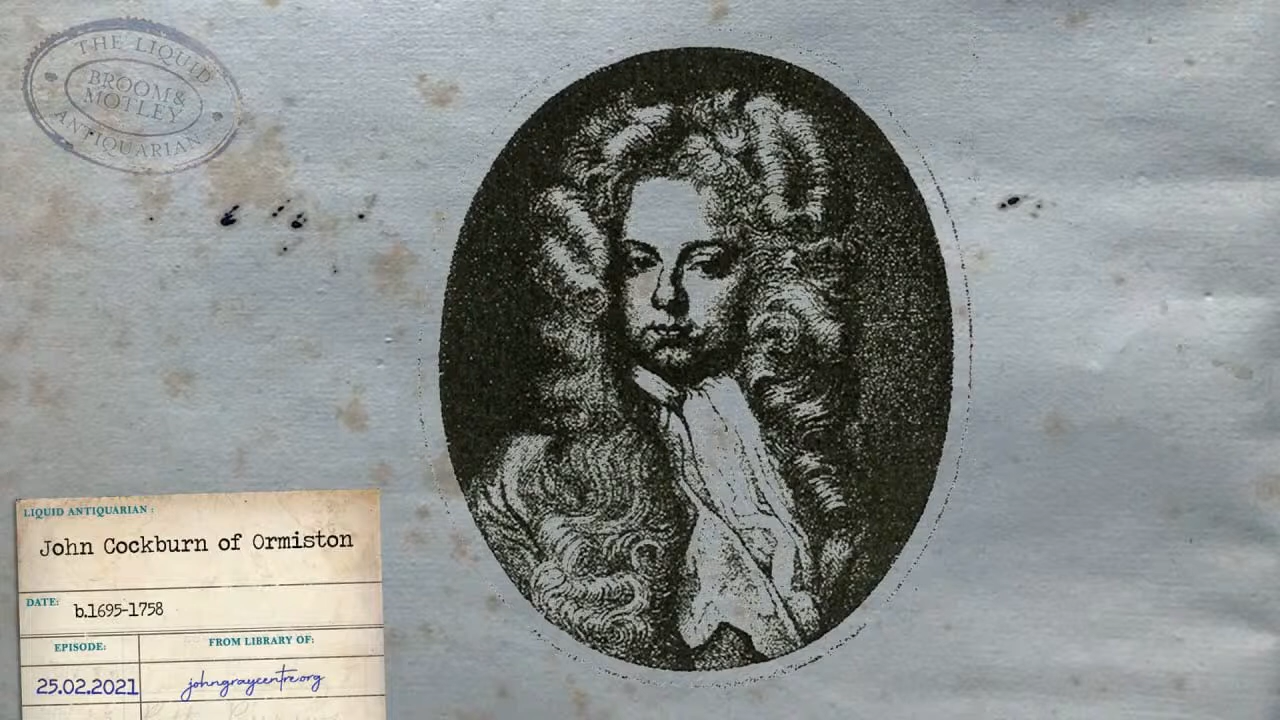 THE LIQUID
BROOM &
MOTLEY
ANTIQUARIAN
LIQUID ANTIQUARIAN :
John Cockburn of Ormiston
DATE: b.1695-1758
EPISODE: FROM LIBRARY OF:
25.02.2021 johngraycentre.org